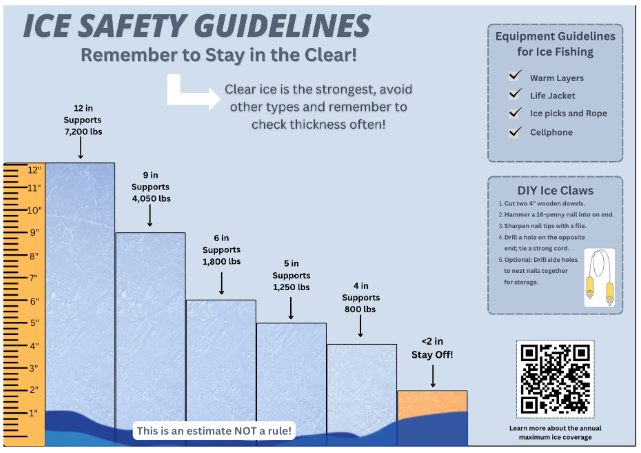 ICE SAFETY GUIDELINES
Remember to Stay in the Clear!
Clear ice is the strongest, avoid
other types and remember to
check thickness often!
12 in
Supports
7,200 lbs
9 in
Supports
4,050 lbs
6 in
Supports
1,800 lbs
5 in
Supports
1,250 lbs
4 in
Supports
800 lbs
<2 in
Stay Off!
12"
11"
10"
9"
8"
7"
6"
5"
4"
3"
2"
1"
This is an estimate NOT a rule!
Equipment Guidelines
for Ice Fishing
Warm Layers
Life Jacket
Ice picks and Rope
Cellphone
DIY Ice Claws
1. Cut two 4" wooden dowels.
2. Hammer a 16-penny nail into on end.
3. Sharpen nail tips with a file.
4. Drill a hole on the opposite
end; tie a strong cord.
5. Optional: Drill side holes
to nest nails together
for storage.
Learn more about the annual
maximum ice coverage